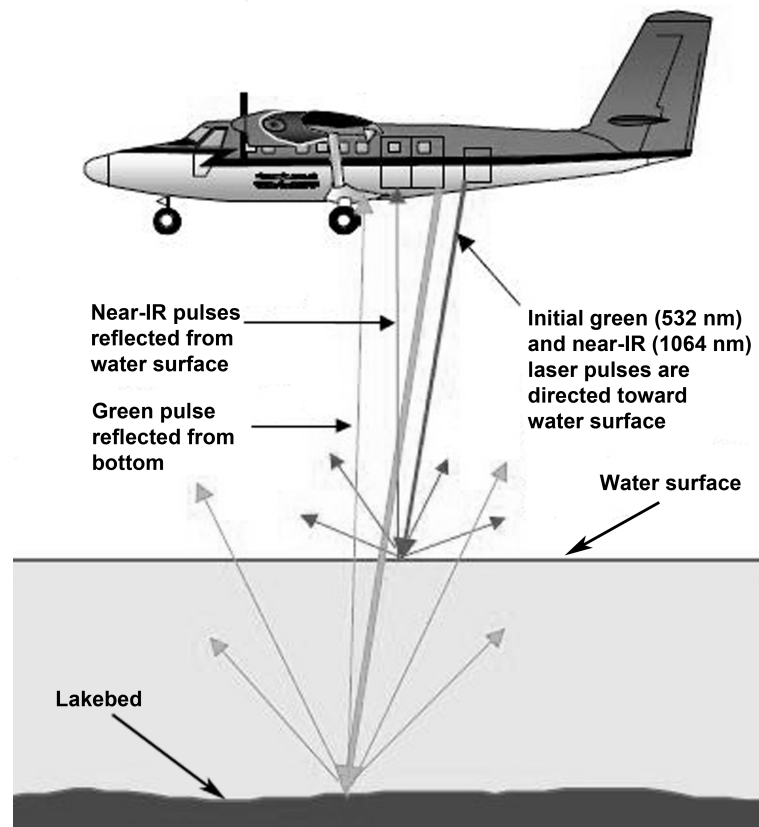 Near-IR pulses
reflected from
water surface
Initial green (532 nm)
and near-IR (1064 nm)
laser pulses are
directed toward
water surface
Green pulse
reflected from
bottom
Water surface
Lakebed